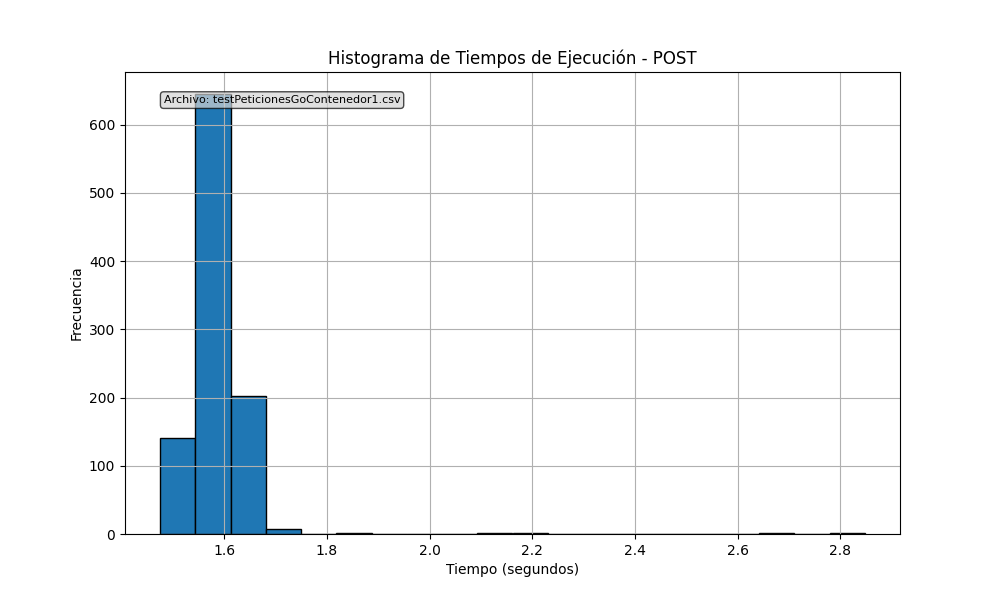 Histograma de Tiempos de Ejecución - POST
Archivo: testPeticionesGoContenedor1.csv
Frecuencia
600
500
400
300
200
100
0
1.6 1.8 2.0 2.2 2.4 2.6 2.8
Tiempo (segundos)